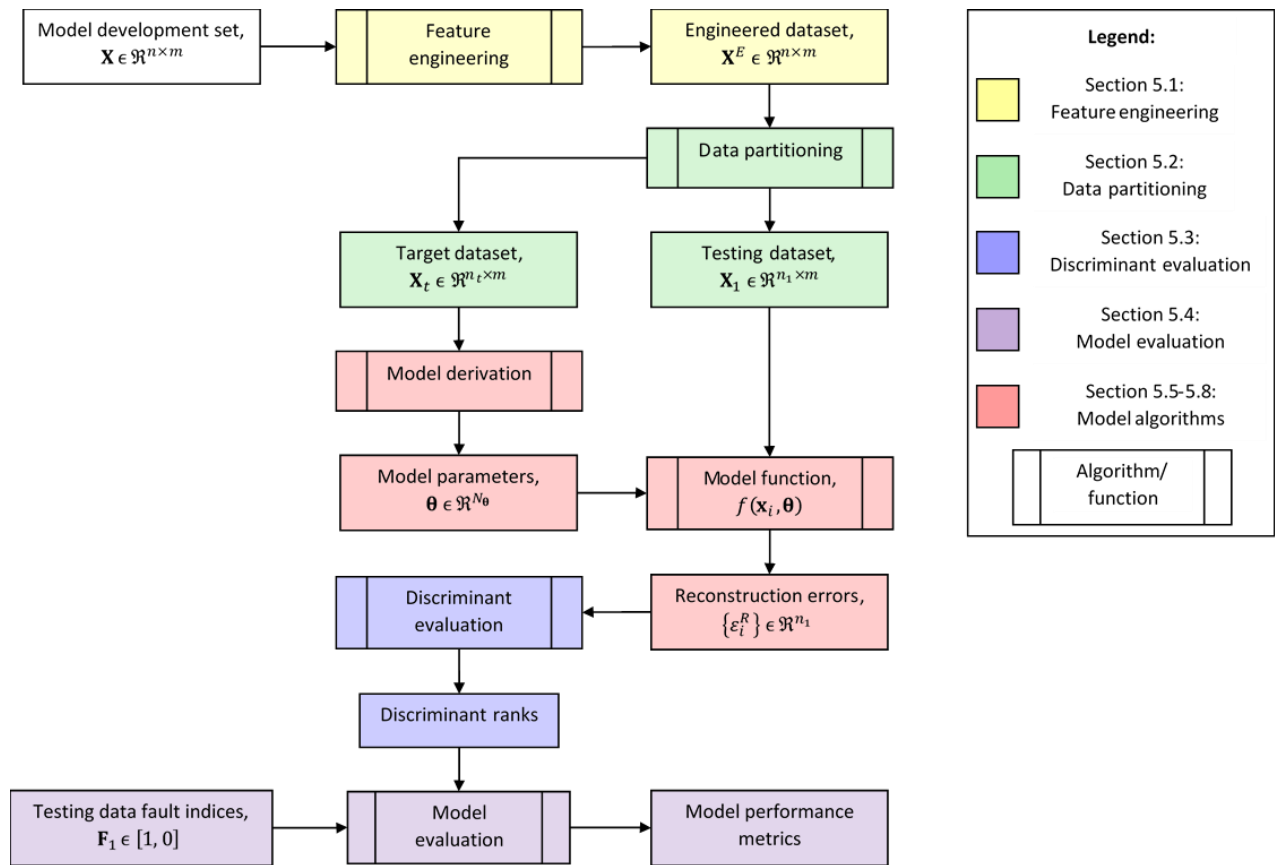 Model development set,
𝐗 ϵ ℜ^{n×m}
Feature
engineering
Engineered dataset,
𝐗^E ϵ ℜ^{n×m}
Data partitioning
Target dataset,
𝐗_t ϵ ℜ^{n_t×m}
Testing dataset,
𝐗_1 ϵ ℜ^{n_1×m}
Model derivation
Model parameters,
𝛉 ϵ ℜ^{N_𝛉}
Model function,
f(𝐱_i, 𝛉)
Discriminant
evaluation
Reconstruction errors,
{ε_i^R} ϵ ℜ^{n_1}
Discriminant ranks
Testing data fault indices,
𝐅_1 ϵ [1, 0]
Model
evaluation
Model performance
metrics
Legend:
Section 5.1:
Feature engineering
Section 5.2:
Data partitioning
Section 5.3:
Discriminant evaluation
Section 5.4:
Model evaluation
Section 5.5-5.8:
Model algorithms
Algorithm/
function